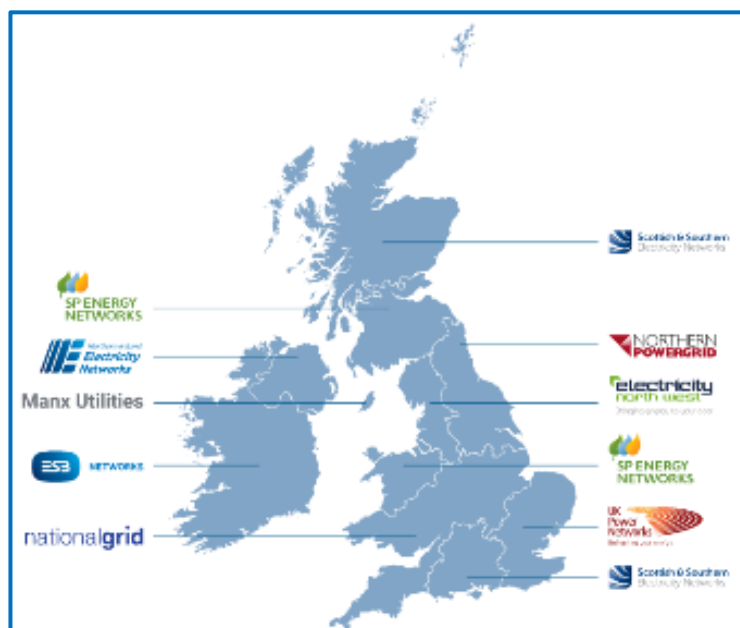 Scottish & Southern
Electricity Networks
SP ENERGY
NETWORKS
NORTHERN
POWERGRID
Electricity
Networks
electricity
north west
Manx Utilities
ESB NETWORKS
SP ENERGY
NETWORKS
UK
Power
Networks
nationalgrid
Scottish & Southern
Electricity Networks